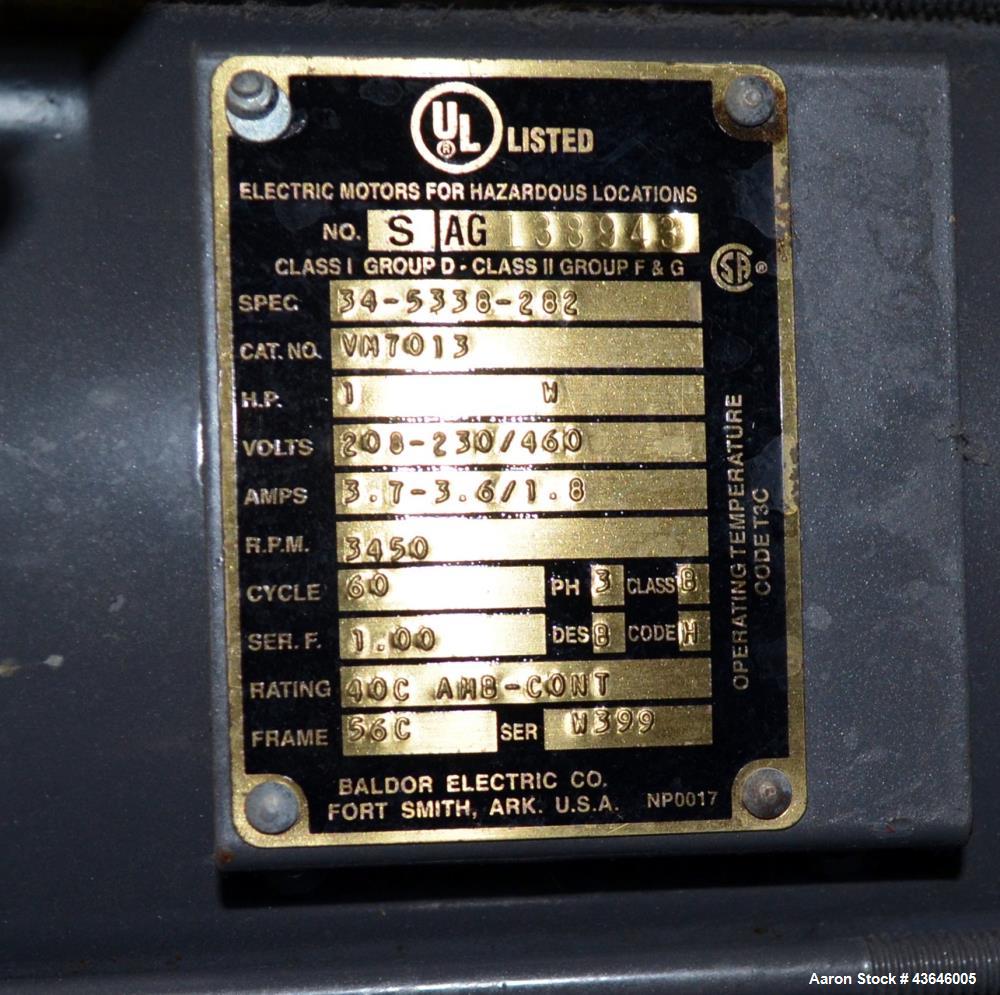 UL ® LISTED
ELECTRIC MOTORS FOR HAZARDOUS LOCATIONS
NO. S AG 138943
CLASS I GROUP D - CLASS II GROUP F & G
SA ®
SPEC 34-5338-282
CAT. NO. VM7013
H.P. 1 W
VOLTS 208-230/460
AMPS 3.7-3.6/1.8
R.P.M. 3450
CYCLE 60 PH 3 CLASS B
SER. F. 1.00 DES B CODE H
RATING 40C AMB-CONT
FRAME 56C SER W399
OPERATING TEMPERATURE
CODE T3C
BALDOR ELECTRIC CO.
FORT SMITH, ARK. U.S.A. NP0017
Aaron Stock # 43646005